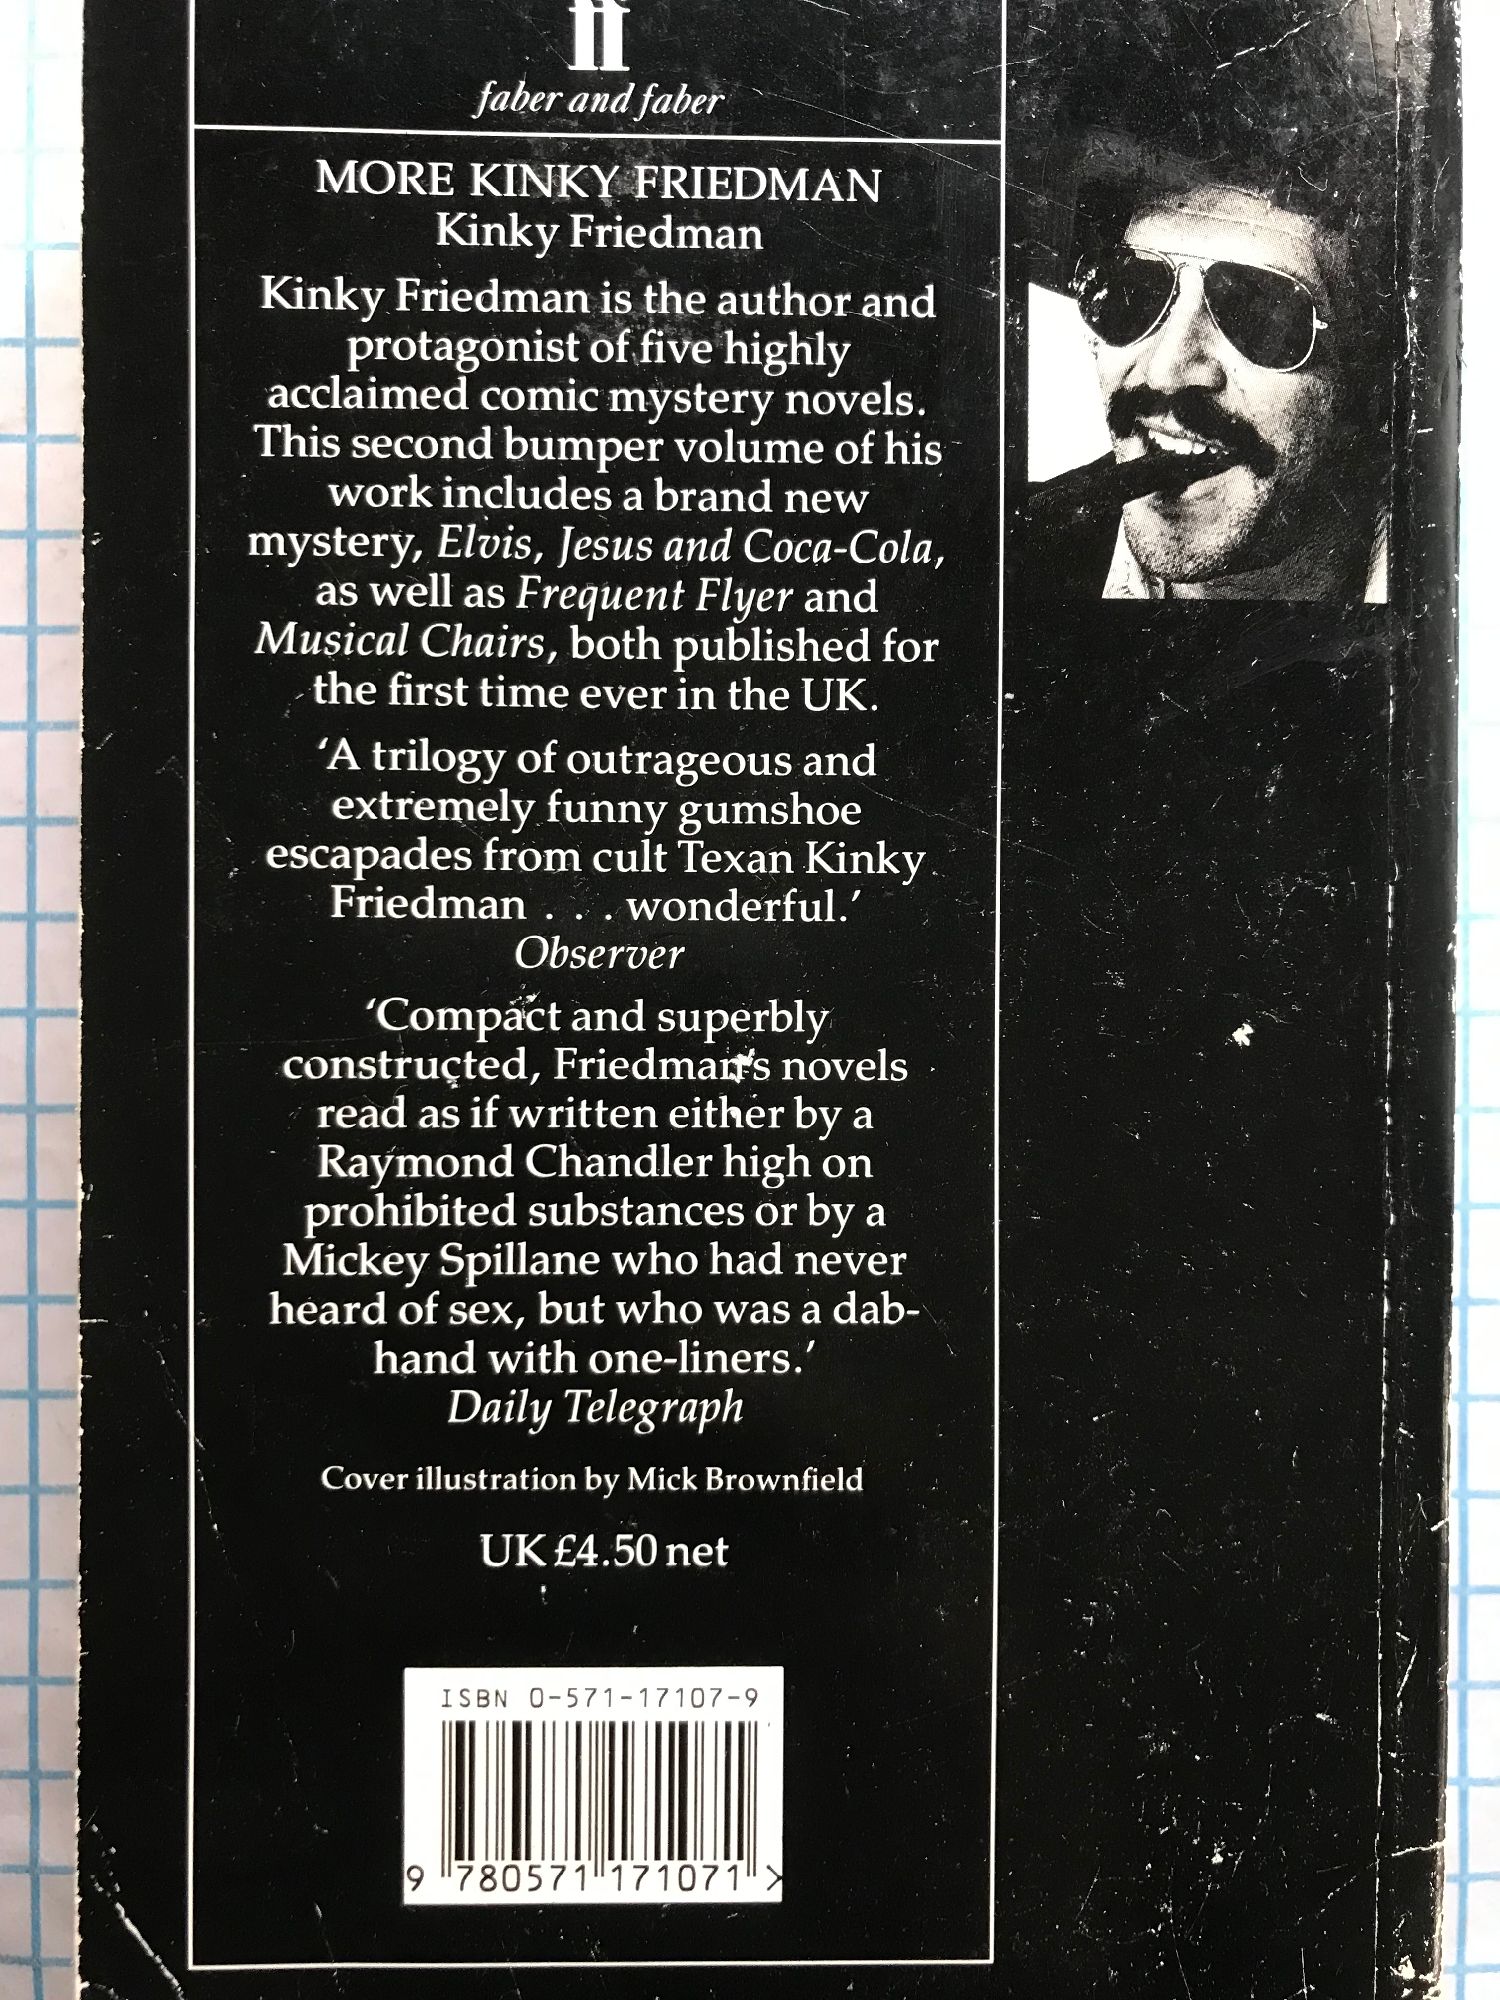 ff
faber and faber
MORE KINKY FRIEDMAN
Kinky Friedman
Kinky Friedman is the author and
protagonist of five highly
acclaimed comic mystery novels.
This second bumper volume of his
work includes a brand new
mystery, Elvis, Jesus and Coca-Cola,
as well as Frequent Flyer and
Musical Chairs, both published for
the first time ever in the UK.
‘A trilogy of outrageous and
extremely funny gumshoe
escapades from cult Texan Kinky
Friedman . . . wonderful.’
Observer
‘Compact and superbly
constructed, Friedman's novels
read as if written either by a
Raymond Chandler high on
prohibited substances or by a
Mickey Spillane who had never
heard of sex, but who was a dab-
hand with one-liners.’
Daily Telegraph
Cover illustration by Mick Brownfield
UK £4.50 net
ISBN 0-571-17107-9
9 780571 171071 >